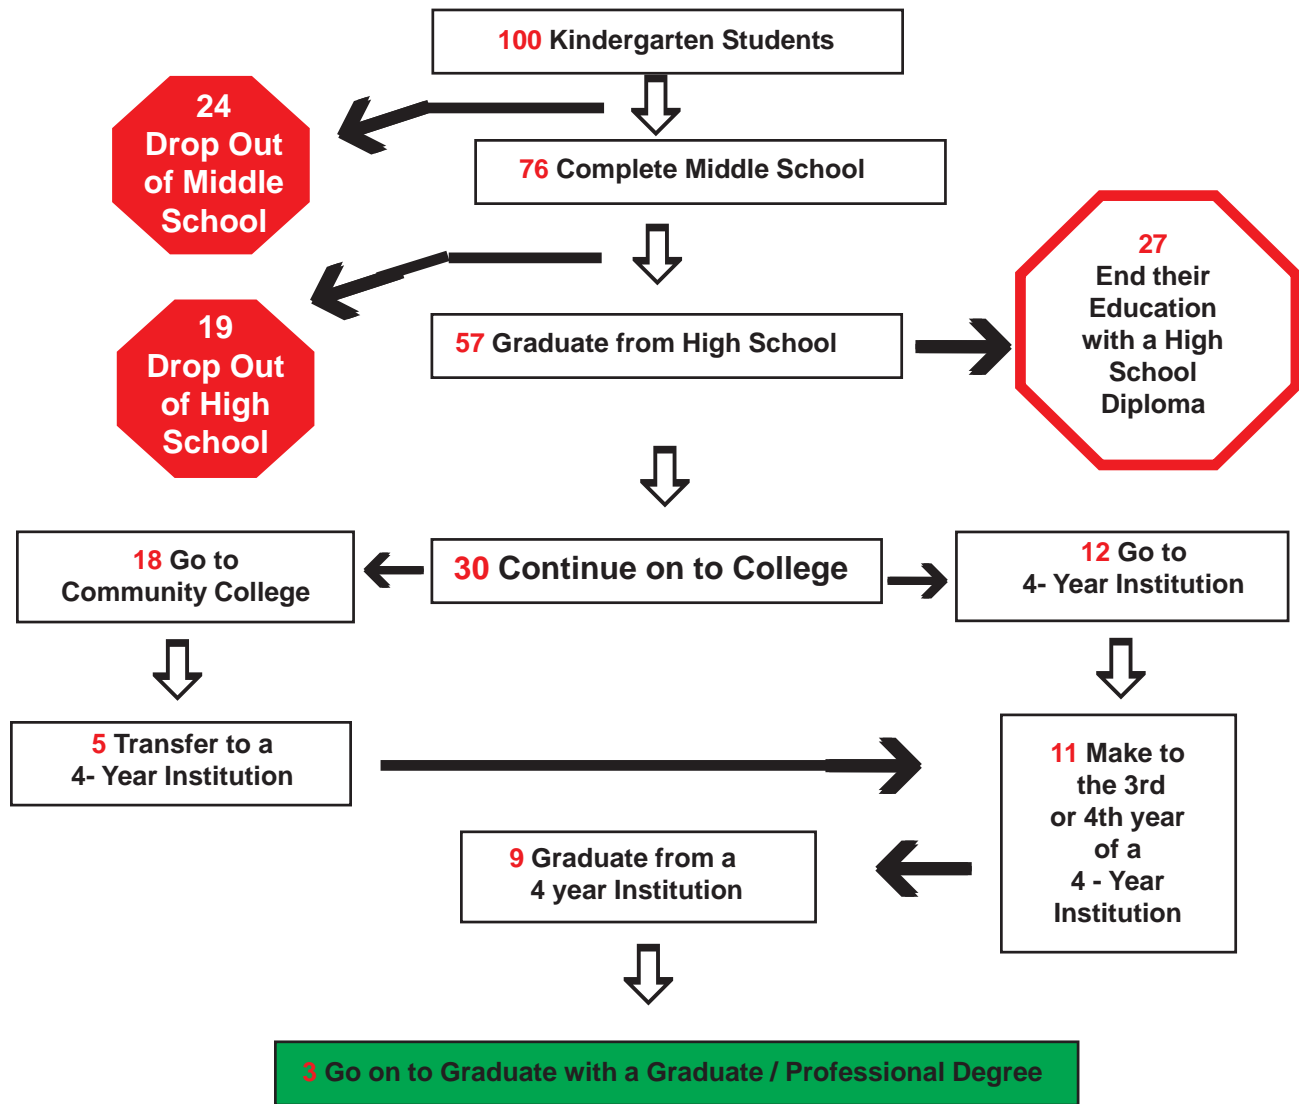 100 Kindergarten Students
24
Drop Out
of Middle
School
76 Complete Middle School
19
Drop Out
of High
School
57 Graduate from High School
27
End their
Education
with a High
School
Diploma
18 Go to
Community College
30 Continue on to College
12 Go to
4- Year Institution
5 Transfer to a
4- Year Institution
11 Make to
the 3rd
or 4th year
of a
4 - Year
Institution
9 Graduate from a
4 year Institution
3 Go on to Graduate with a Graduate / Professional Degree